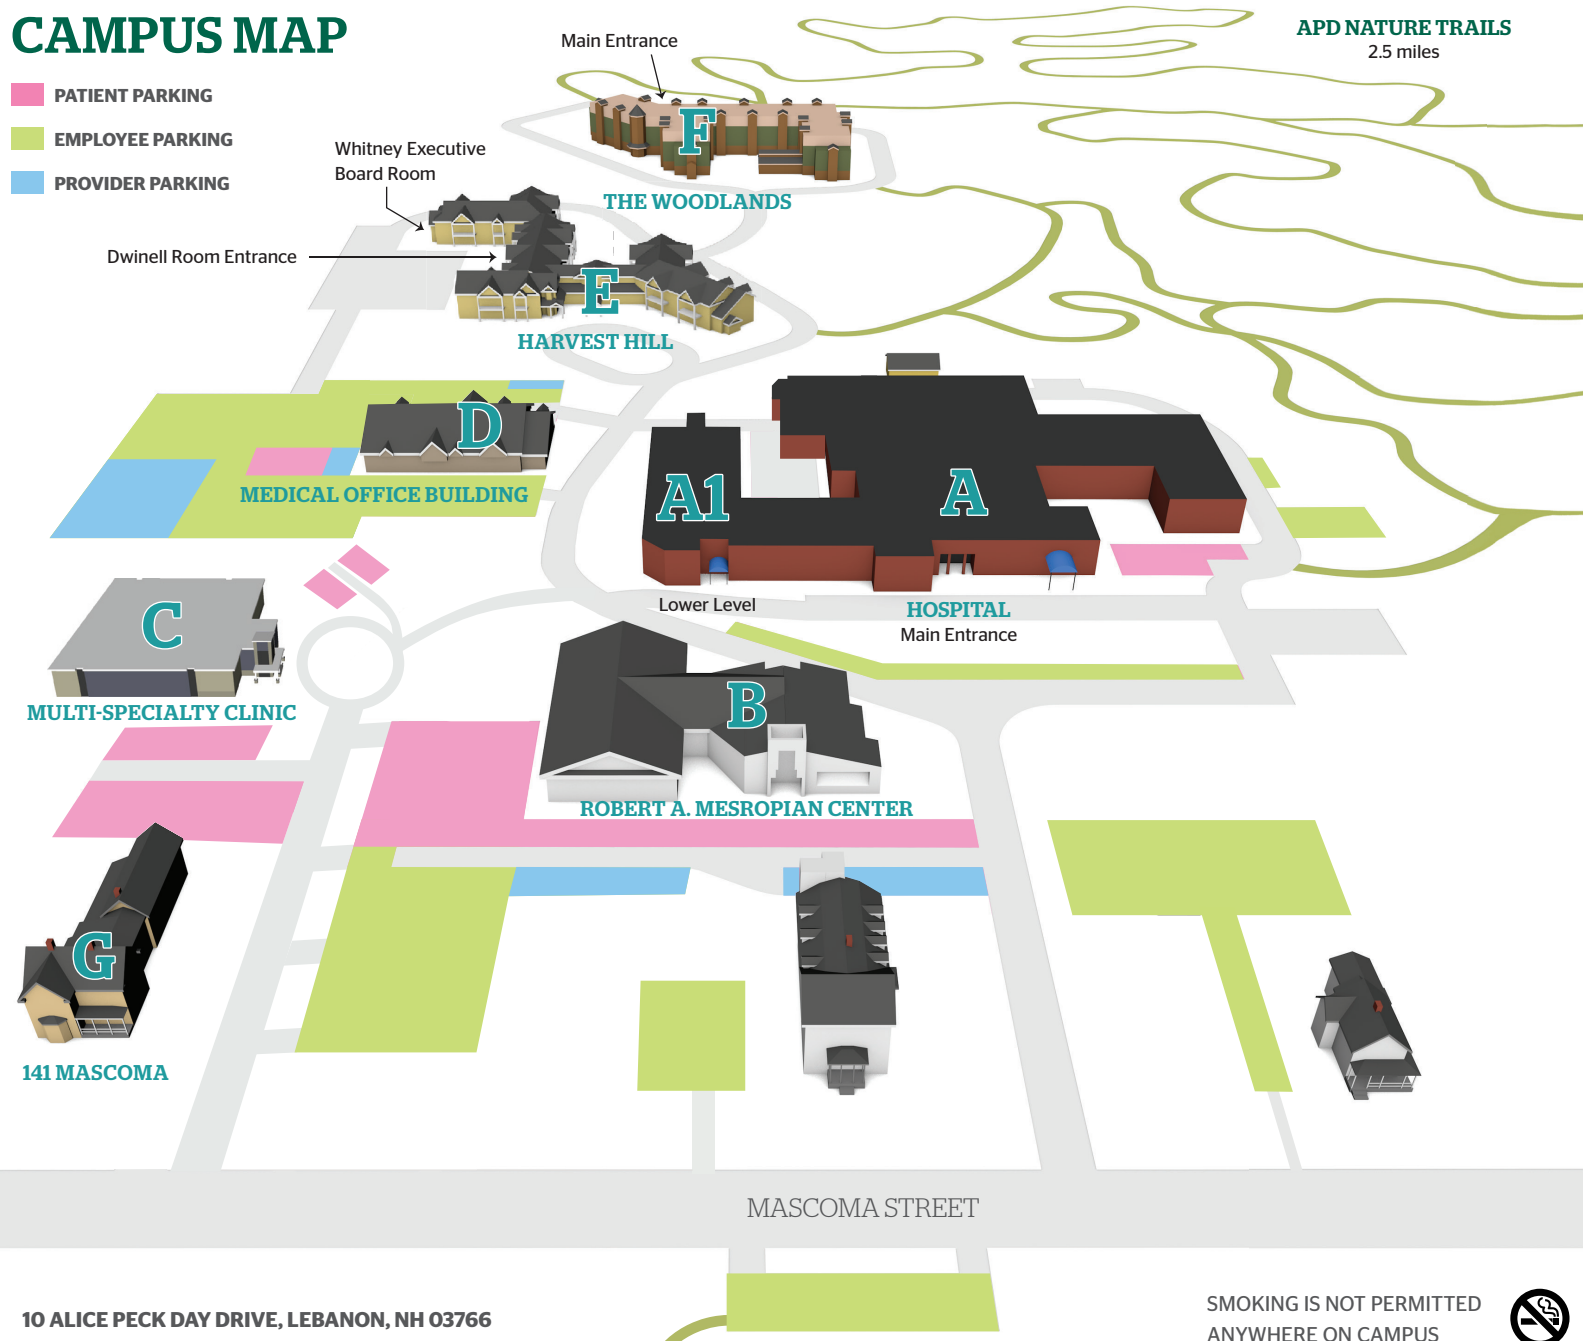 CAMPUS MAP
PATIENT PARKING
EMPLOYEE PARKING
PROVIDER PARKING
Main Entrance
APD NATURE TRAILS
2.5 miles
Whitney Executive
Board Room
F
THE WOODLANDS
Dwinell Room Entrance
E
HARVEST HILL
D
MEDICAL OFFICE BUILDING
A1
A
Lower Level
HOSPITAL
Main Entrance
C
MULTI-SPECIALTY CLINIC
B
ROBERT A. MESROPIAN CENTER
G
141 MASCOMA
MASCOMA STREET
10 ALICE PECK DAY DRIVE, LEBANON, NH 03766
SMOKING IS NOT PERMITTED
ANYWHERE ON CAMPUS